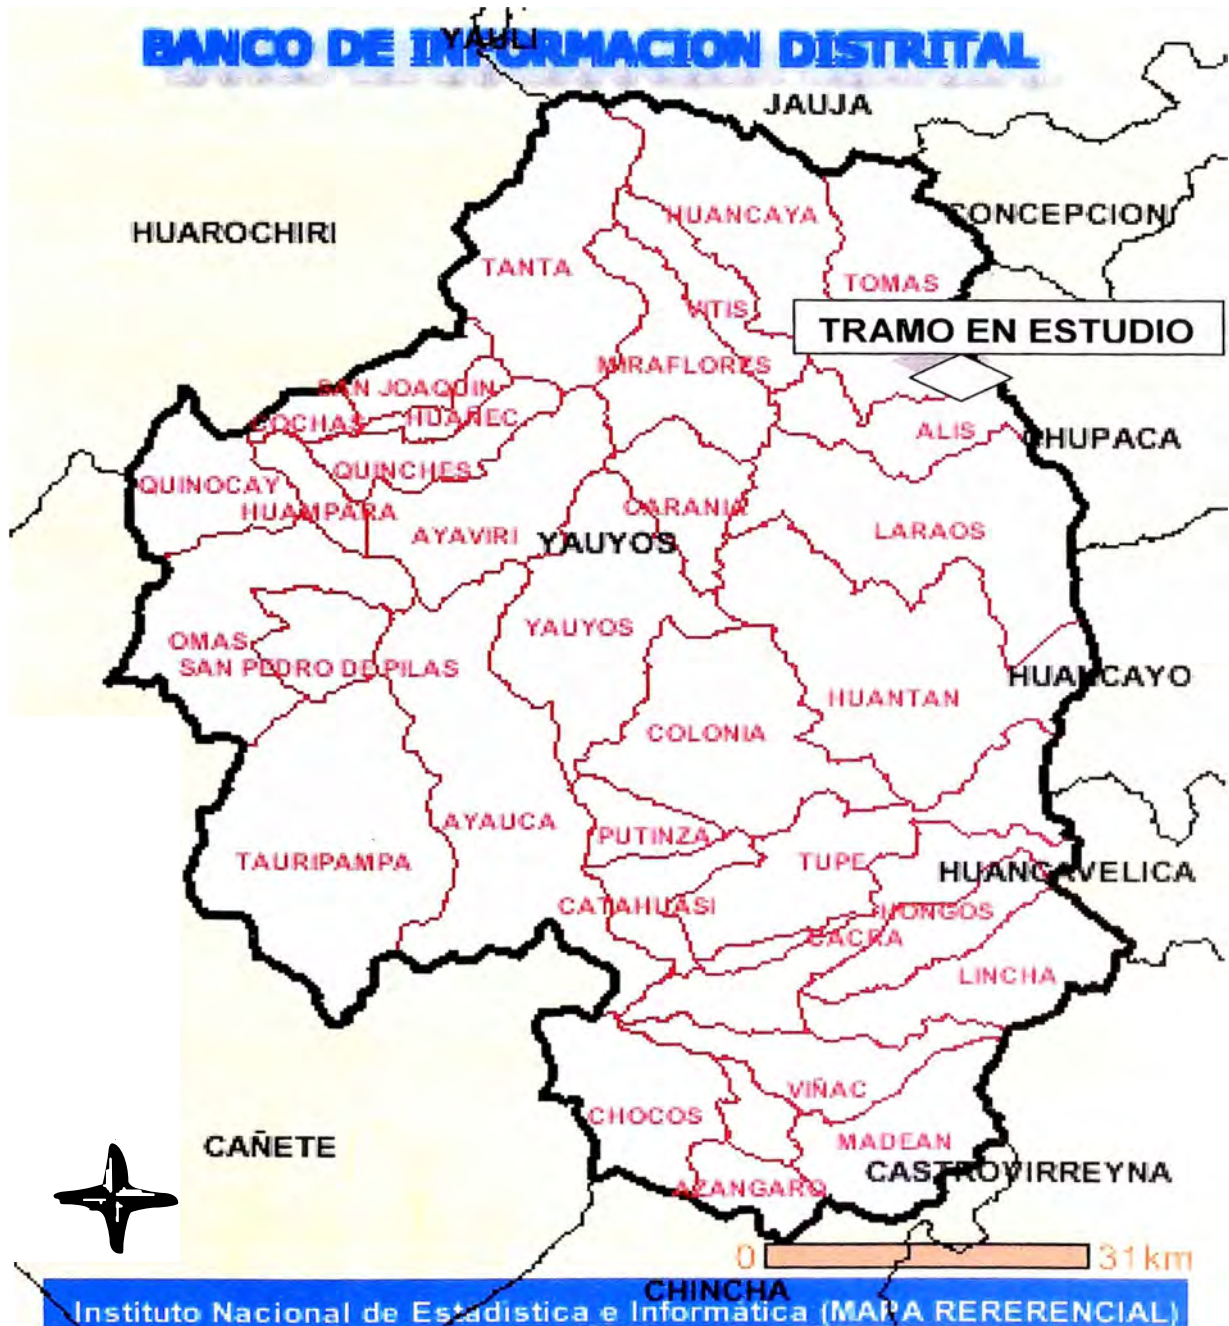 BANCO DE INFORMACION DISTRITAL
YAULI
JAUJA
HUANCAYA
CONCEPCION
HUAROCHIRI
TANTA
TOMAS
VITIS
TRAMO EN ESTUDIO
MIRAFLORES
SAN JOAQUIN
COCHAS
HUAÑEC
ALIS
CHUPACA
QUINCHES
QUINOCAY
HUAMPARA
CARANIA
AYAVIRI
YAUYOS
LARAOS
YAUYOS
OMAS
SAN PEDRO DE PILAS
HUANCAYO
HUANTAN
COLONIA
AYAUCA
PUTINZA
TAURIPAMPA
TUPE
HUANCAVELICA
CATAHUASI
HONGOS
CACRA
LINCHA
VIÑAC
CHOCOS
CAÑETE
MADEAN
CASTROVIRREYNA
AZANGARO
0 31km
CHINCHA
Instituto Nacional de Estadística e Informática (MAPA RERERENCIAL)